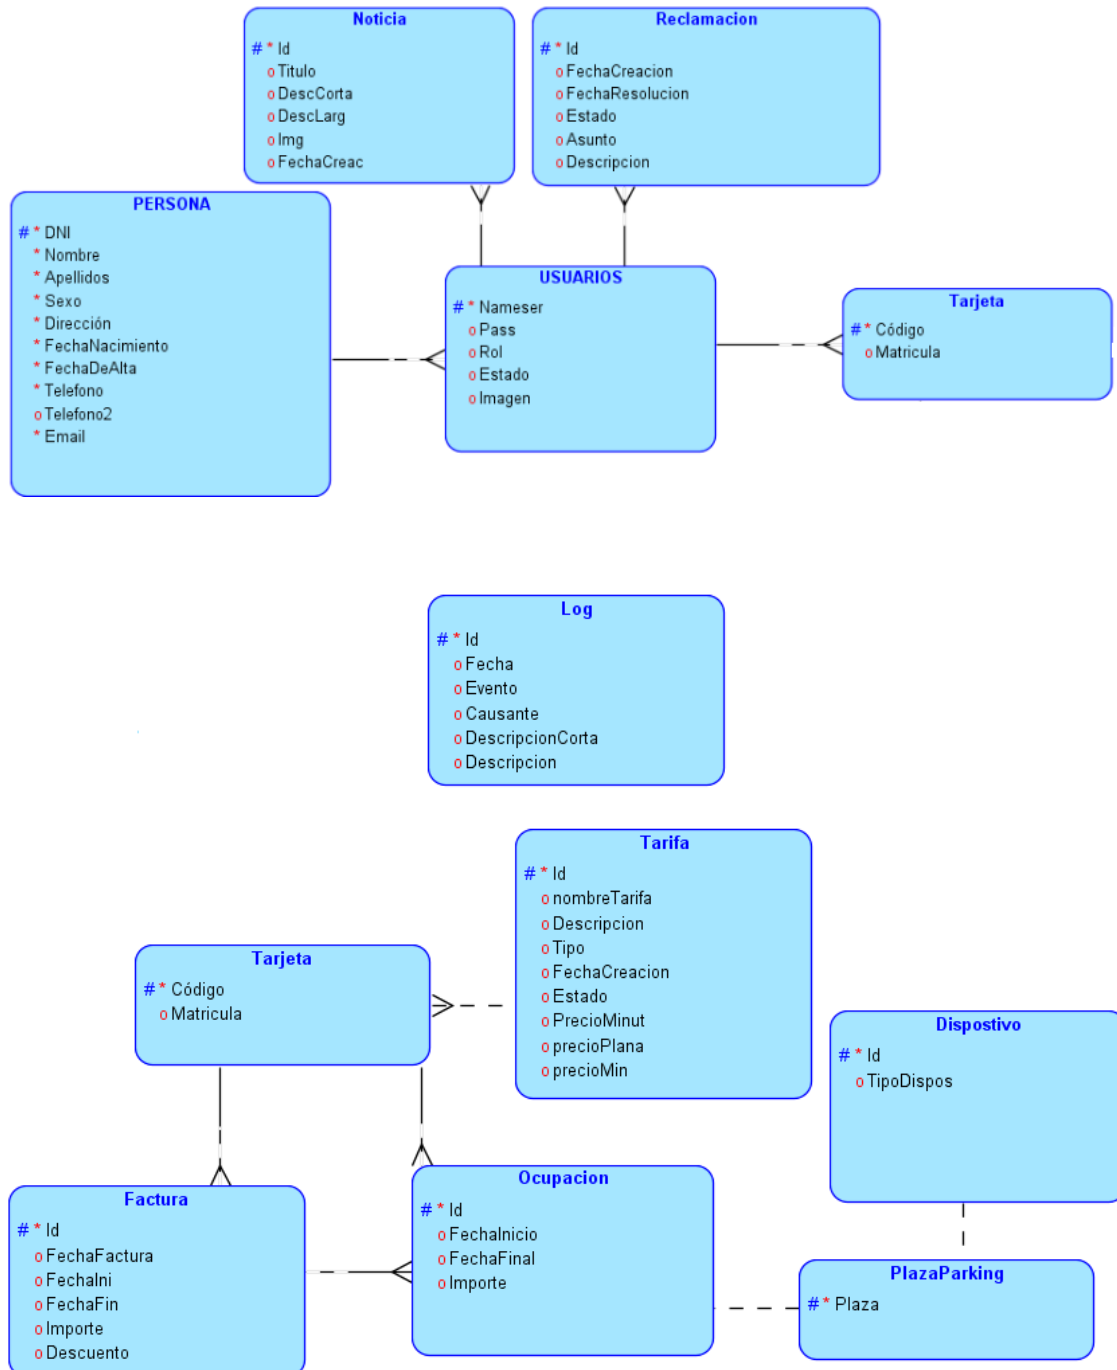 Noticia
# * Id
o Titulo
o DescCorta
o DescLarg
o Img
o FechaCreac
Reclamacion
# * Id
o FechaCreacion
o FechaResolucion
o Estado
o Asunto
o Descripcion
PERSONA
# * DNI
* Nombre
* Apellidos
* Sexo
* Dirección
* FechaNacimiento
* FechaDeAlta
* Telefono
o Telefono2
* Email
USUARIOS
# * Nameser
o Pass
o Rol
o Estado
o Imagen
Tarjeta
# * Código
o Matricula
Log
# * Id
o Fecha
o Evento
o Causante
o DescripcionCorta
o Descripcion
Tarifa
# * Id
o nombreTarifa
o Descripcion
o Tipo
o FechaCreacion
o Estado
o PrecioMinut
o precioPlana
o precioMin
Tarjeta
# * Código
o Matricula
Dispostivo
# * Id
o TipoDispos
Factura
# * Id
o FechaFactura
o FechaIni
o FechaFin
o Importe
o Descuento
Ocupacion
# * Id
o FechaInicio
o FechaFinal
o Importe
PlazaParking
# * Plaza